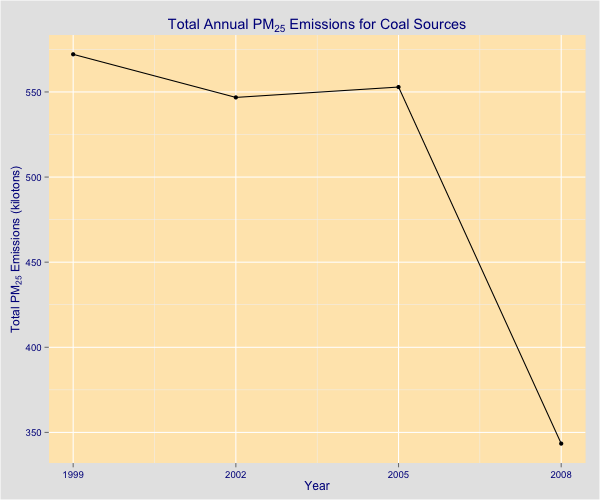 Total Annual PM25 Emissions for Coal Sources
Total PM25 Emissions (kilotons)
550
500
450
400
350
1999 2002 2005 2008
Year